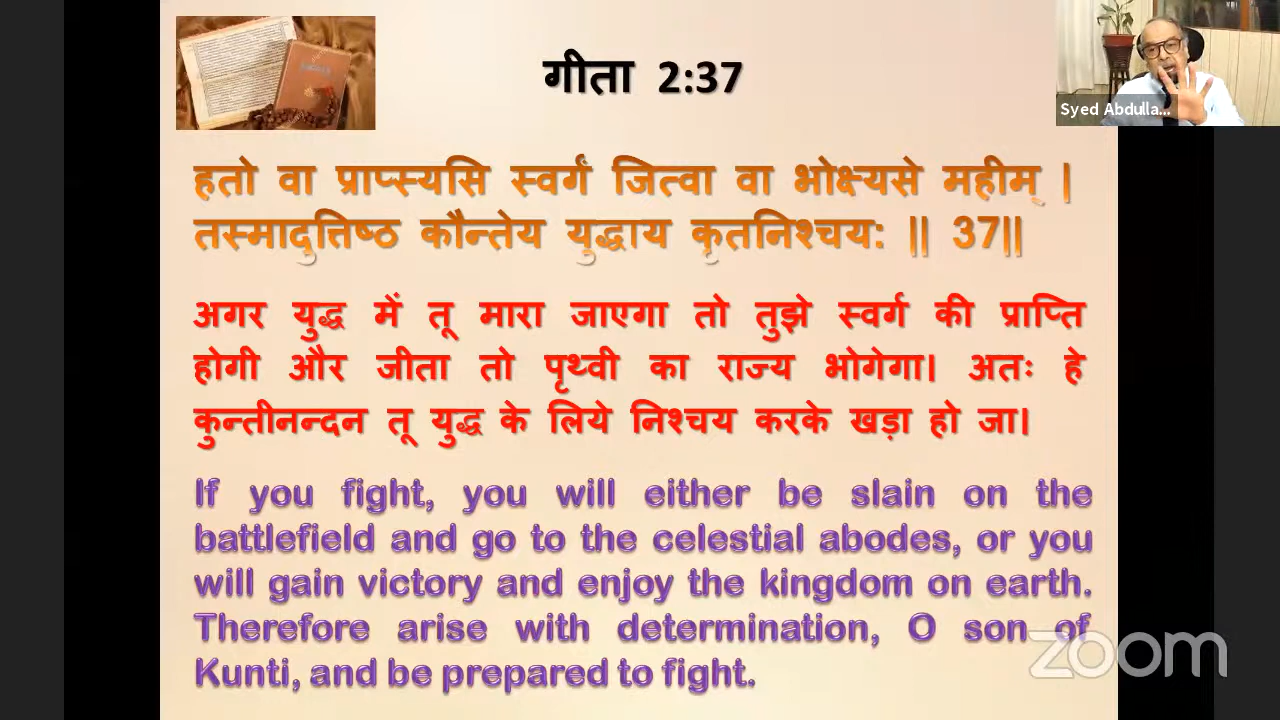 गीता 2:37
Syed Abdulla...
हतो वा प्राप्स्यसि स्वर्गं जित्वा वा भोक्ष्यसे महीम् |
तस्मादुत्तिष्ठ कौन्तेय युद्धाय कृतनिश्चय: || 37||
अगर युद्ध में तू मारा जाएगा तो तुझे स्वर्ग की प्राप्ति
होगी और जीता तो पृथ्वी का राज्य भोगेगा। अतः हे
कुन्तीनन्दन तू युद्ध के लिये निश्चय करके खड़ा हो जा।
If you fight, you will either be slain on the
battlefield and go to the celestial abodes, or you
will gain victory and enjoy the kingdom on earth.
Therefore arise with determination, O son of
Kunti, and be prepared to fight.
zoom